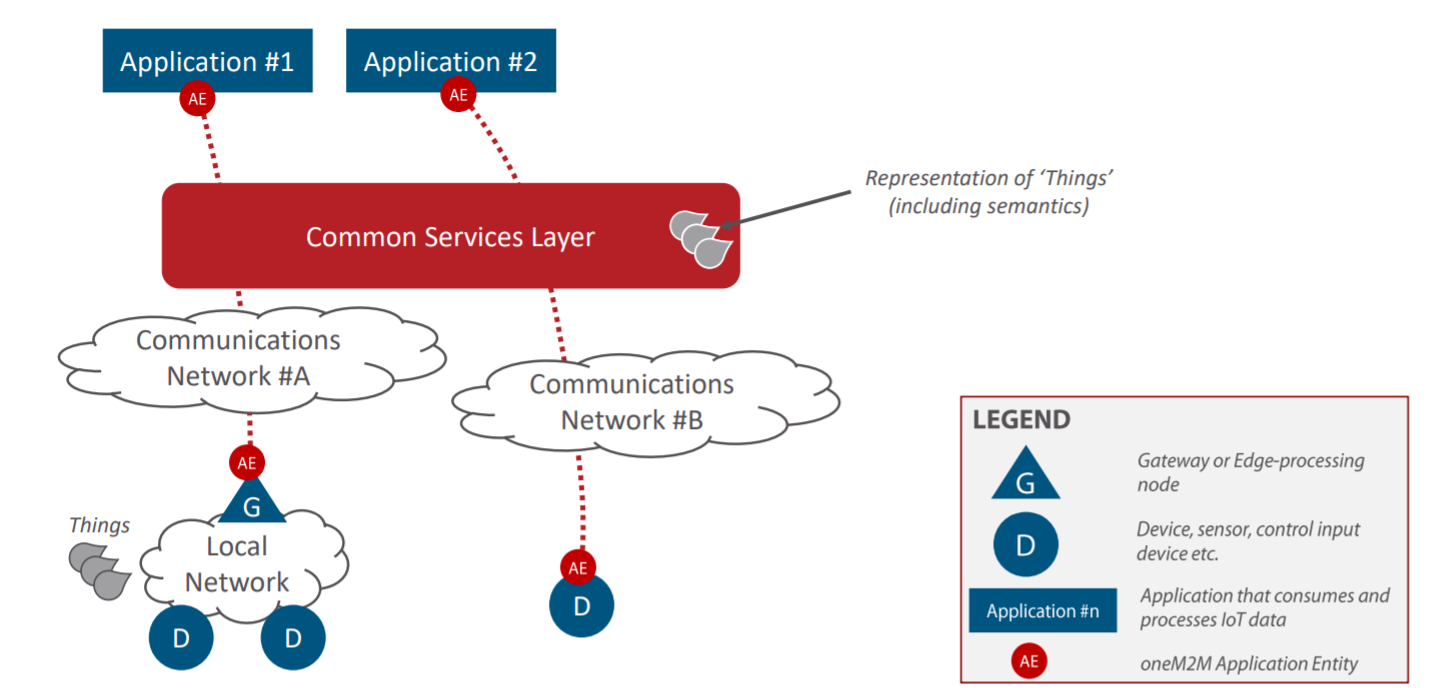 Application #1
Application #2
AE
AE
Representation of ‘Things’
(including semantics)
Common Services Layer
Communications
Network #A
Communications
Network #B
AE
G
Things
Local
Network
D
D
AE
D
LEGEND
G
Gateway or Edge-processing
node
D
Device, sensor, control input
device etc.
Application #n
Application that consumes and
processes IoT data
AE
oneM2M Application Entity